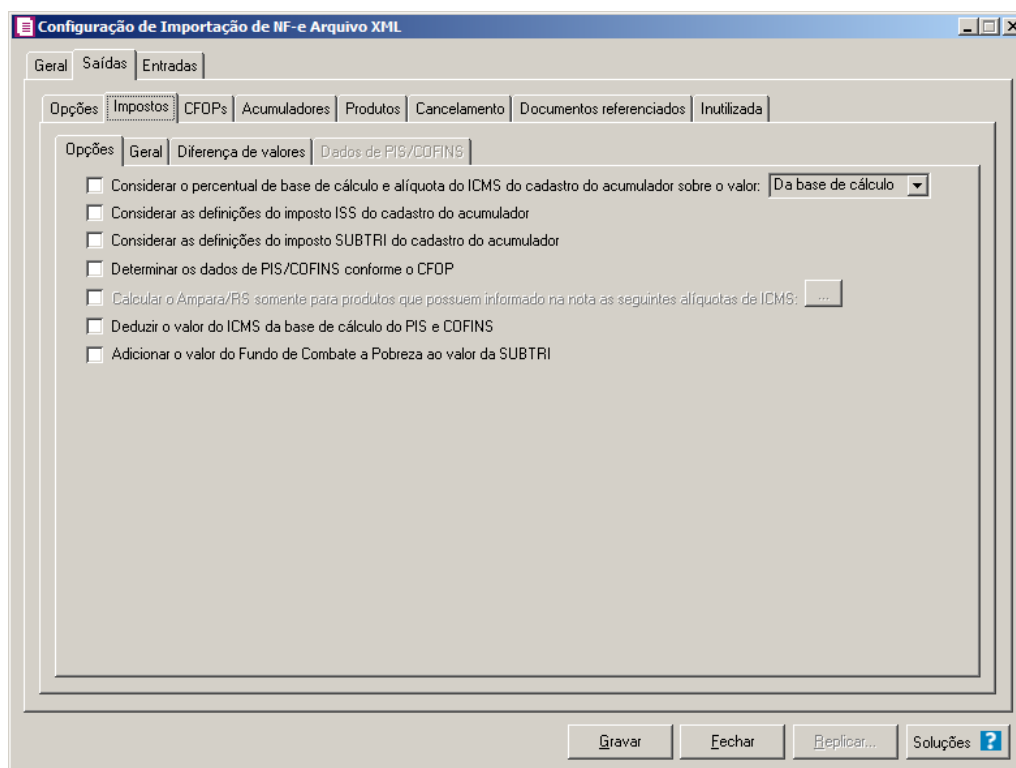 Configuração de Importação de NF-e Arquivo XML
Geral Saídas Entradas
Opções Impostos CFOPs Acumuladores Produtos Cancelamento Documentos referenciados Inutilizada
Opções Geral Diferença de valores Dados de PIS/COFINS
Considerar o percentual de base de cálculo e alíquota do ICMS do cadastro do acumulador sobre o valor: Da base de cálculo
Considerar as definições do imposto ISS do cadastro do acumulador
Considerar as definições do imposto SUBTRI do cadastro do acumulador
Determinar os dados de PIS/COFINS conforme o CFOP
Calcular o Ampara/RS somente para produtos que possuem informado na nota as seguintes alíquotas de ICMS: ...
Deduzir o valor do ICMS da base de cálculo do PIS e COFINS
Adicionar o valor do Fundo de Combate a Pobreza ao valor da SUBTRI
Gravar Fechar Replicar... Soluções ?